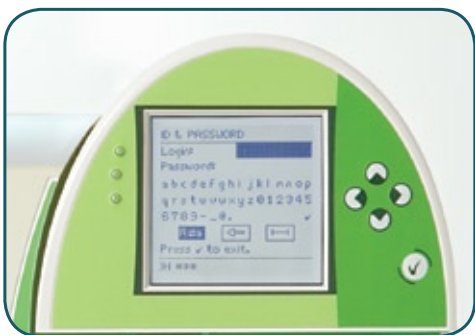 ID & PASSWORD
Login:
Password:
abcdefghijklmnop
qrstuvwxyz012345
6789-_@. ✓
Press ✓ to exit.